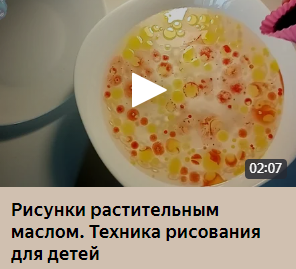 02:07
Рисунки растительным
маслом. Техника рисования
для детей